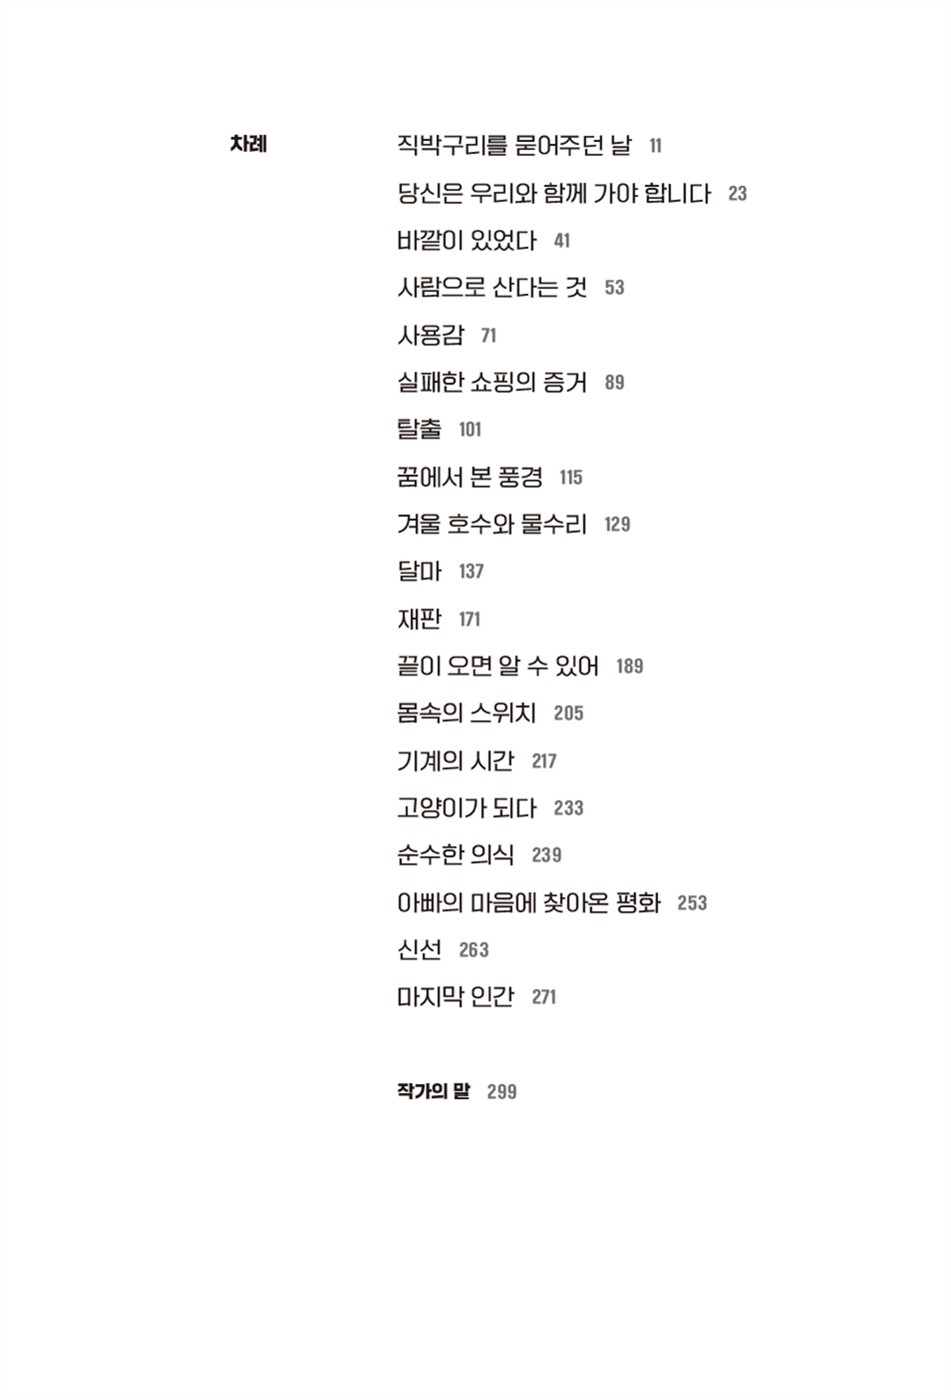 차례
직박구리를 묻어주던 날 11
당신은 우리와 함께 가야 합니다 23
바깥이 있었다 41
사람으로 산다는 것 53
사용감 71
실패한 쇼핑의 증거 89
탈출 101
꿈에서 본 풍경 115
겨울 호수와 물수리 129
달마 137
재판 171
끝이 오면 알 수 있어 189
몸속의 스위치 205
기계의 시간 217
고양이가 되다 233
순수한 의식 239
아빠의 마음에 찾아온 평화 253
신선 263
마지막 인간 271
작가의 말 299